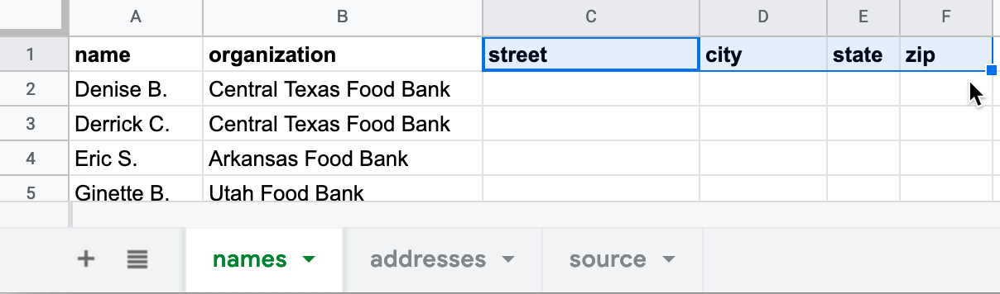 A B C D E F
1 name organization street city state zip
2 Denise B. Central Texas Food Bank
3 Derrick C. Central Texas Food Bank
4 Eric S. Arkansas Food Bank
5 Ginette B. Utah Food Bank
+ names addresses source